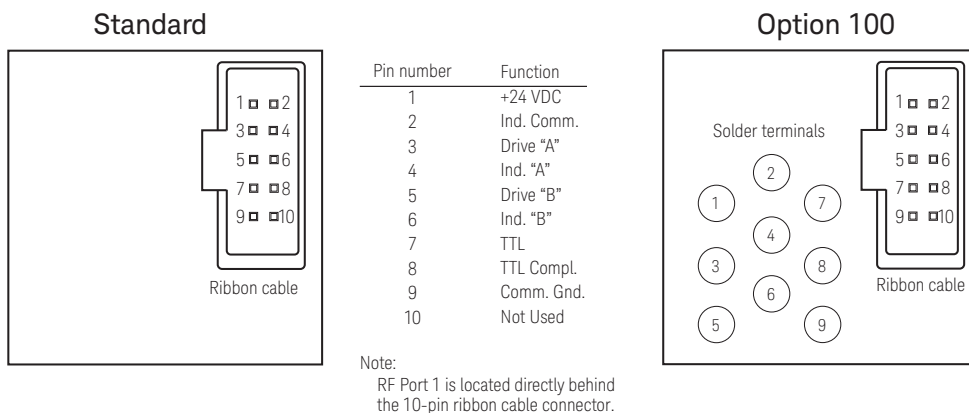 Standard
1 2
3 4
5 6
7 8
9 10
Ribbon cable
Pin number Function
1 +24 VDC
2 Ind. Comm.
3 Drive “A”
4 Ind. “A”
5 Drive “B”
6 Ind. “B”
7 TTL
8 TTL Compl.
9 Comm. Gnd.
10 Not Used
Note:
RF Port 1 is located directly behind
the 10-pin ribbon cable connector.
Option 100
Solder terminals
2
1 7
4
3 8
6
5 9
1 2
3 4
5 6
7 8
9 10
Ribbon cable